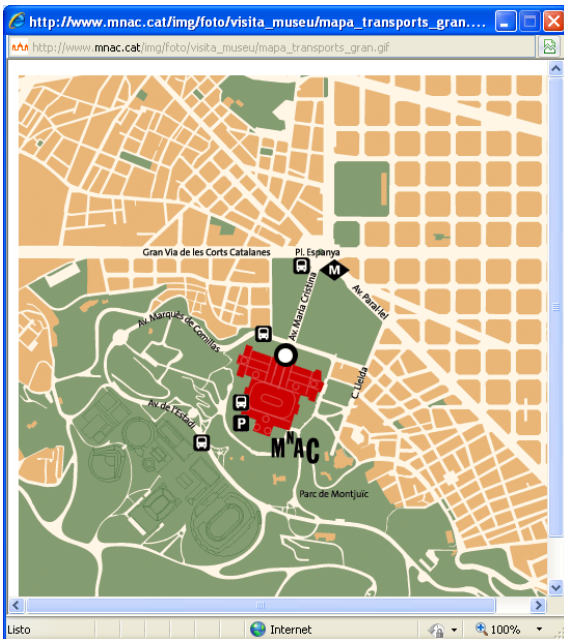 http://www.mnac.cat/img/foto/visita_museu/mapa_transports_gran....
http://www.mnac.cat/img/foto/visita_museu/mapa_transports_gran.gif
Gran Via de les Corts Catalanes
Pl. Espanya
M
Av. Paral·lel
Av. Maria Cristina
Av. Marquès de Comillas
C. Lleida
Av. de l'Estadi
P
MNAC
Parc de Montjuïc
Listo
Internet
100%